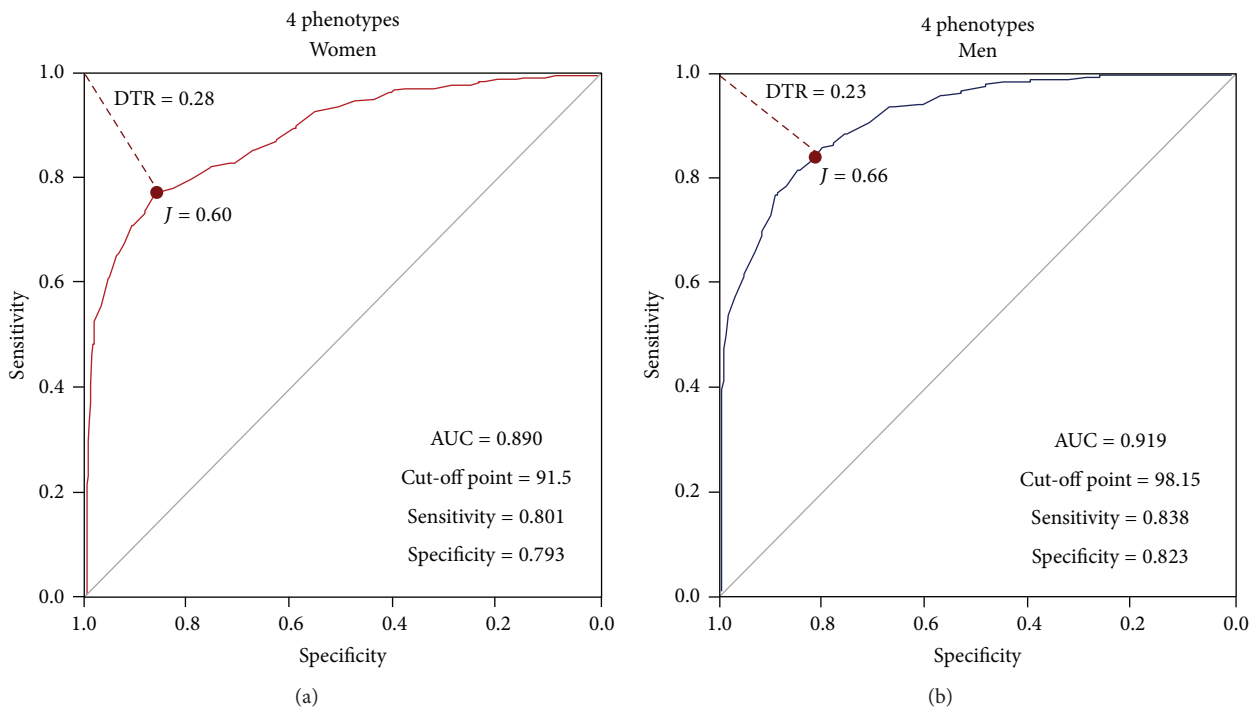 4 phenotypes
Women
1.0
0.8
0.6
0.4
0.2
0.0
Sensitivity
DTR = 0.28
J = 0.60
AUC = 0.890
Cut-off point = 91.5
Sensitivity = 0.801
Specificity = 0.793
1.0 0.8 0.6 0.4 0.2 0.0
Specificity
(a)
4 phenotypes
Men
1.0
0.8
0.6
0.4
0.2
0.0
Sensitivity
DTR = 0.23
J = 0.66
AUC = 0.919
Cut-off point = 98.15
Sensitivity = 0.838
Specificity = 0.823
1.0 0.8 0.6 0.4 0.2 0.0
Specificity
(b)